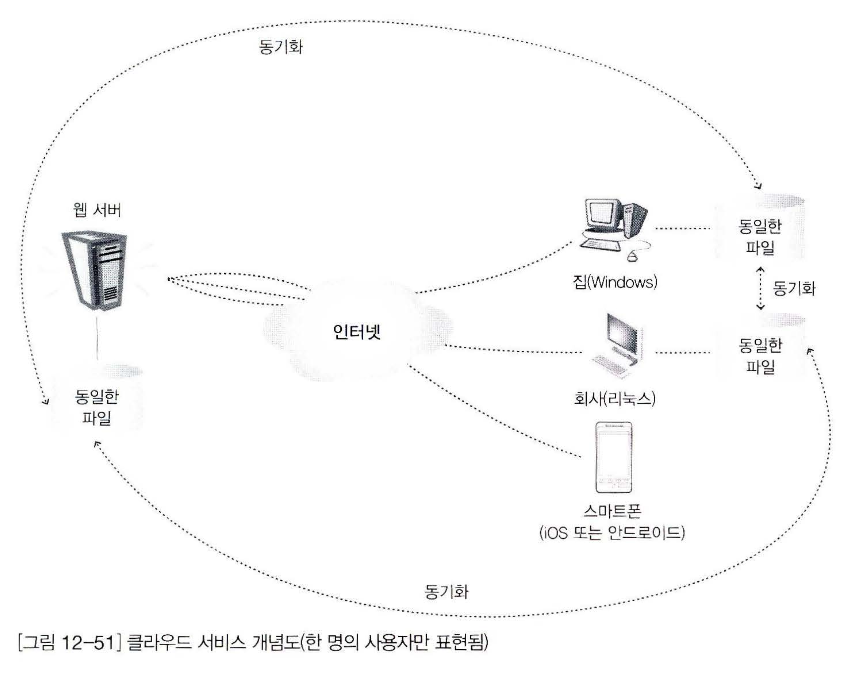 동기화
웹 서버
동일한
파일
집(Windows)
동기화
인터넷
동일한
파일
회사(리눅스)
동일한
파일
스마트폰
(iOS 또는 안드로이드)
동기화
[그림 12-51] 클라우드 서비스 개념도(한 명의 사용자만 표현됨)